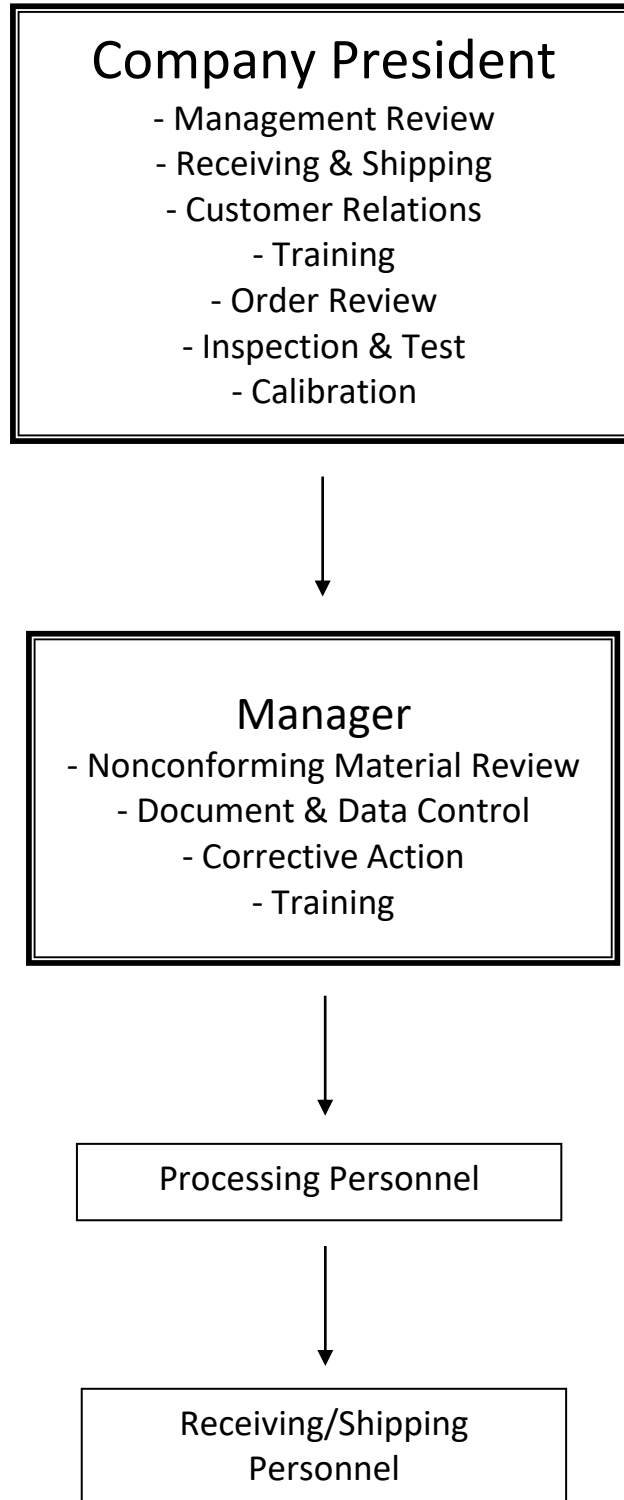 Company President
- Management Review
- Receiving & Shipping
- Customer Relations
- Training
- Order Review
- Inspection & Test
- Calibration
Manager
- Nonconforming Material Review
- Document & Data Control
- Corrective Action
- Training
Processing Personnel
Receiving/Shipping
Personnel